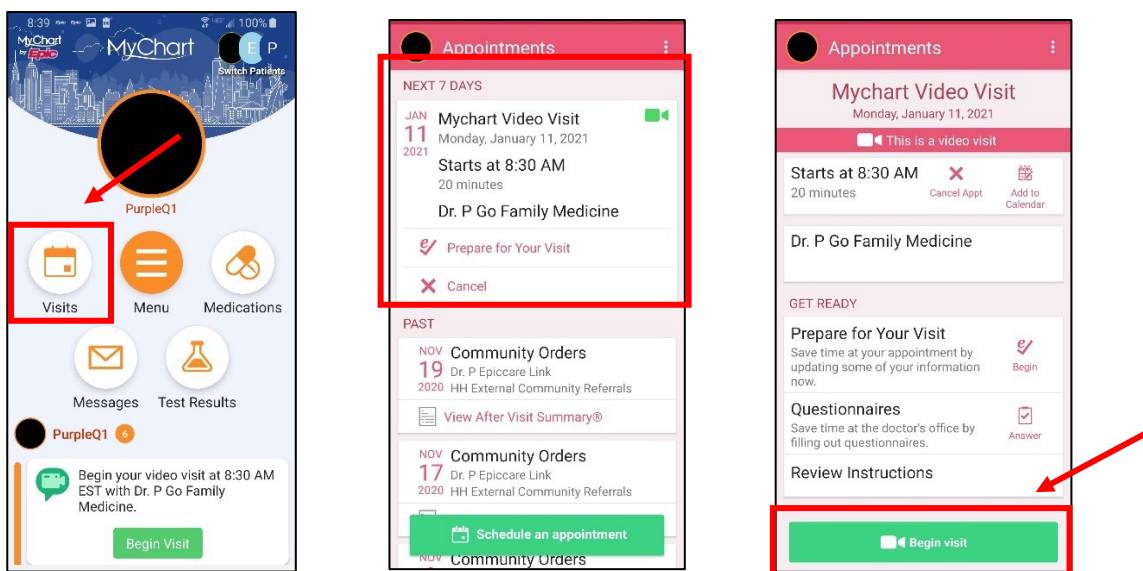 8:39
100%
MyChart
by Epic
MyChart
E P
Switch Patients
PurpleQ1
Visits
Menu
Medications
Messages
Test Results
PurpleQ1 6
Begin your video visit at 8:30 AM
EST with Dr. P Go Family
Medicine.
Begin Visit
Appointments
NEXT 7 DAYS
JAN
11
2021
Mychart Video Visit
Monday, January 11, 2021
Starts at 8:30 AM
20 minutes
Dr. P Go Family Medicine
Prepare for Your Visit
Cancel
PAST
NOV
19
2020
Community Orders
Dr. P Epiccare Link
HH External Community Referrals
View After Visit Summary®
NOV
17
2020
Community Orders
Dr. P Epiccare Link
HH External Community Referrals
Schedule an appointment
NOV
Community Orders
Appointments
Mychart Video Visit
Monday, January 11, 2021
This is a video visit
Starts at 8:30 AM
20 minutes
Cancel Appt
Add to
Calendar
Dr. P Go Family Medicine
GET READY
Prepare for Your Visit
Save time at your appointment by
updating some of your information
now.
Begin
Questionnaires
Save time at the doctor's office by
filling out questionnaires.
Answer
Review Instructions
Begin visit